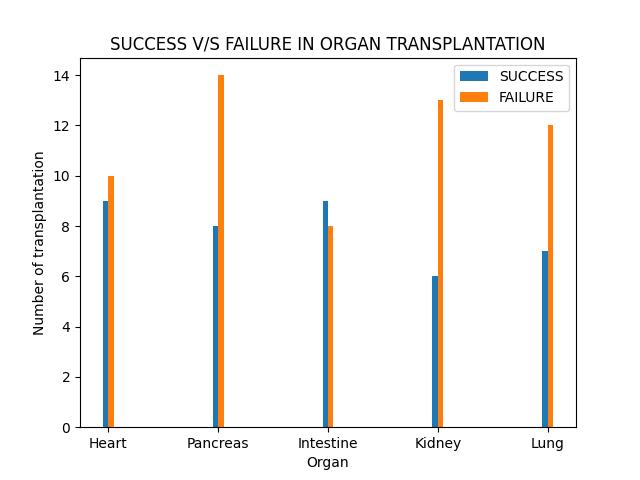 SUCCESS V/S FAILURE IN ORGAN TRANSPLANTATION
SUCCESS
FAILURE
Number of transplantation
14
12
10
8
6
4
2
0
Heart Pancreas Intestine Kidney Lung
Organ